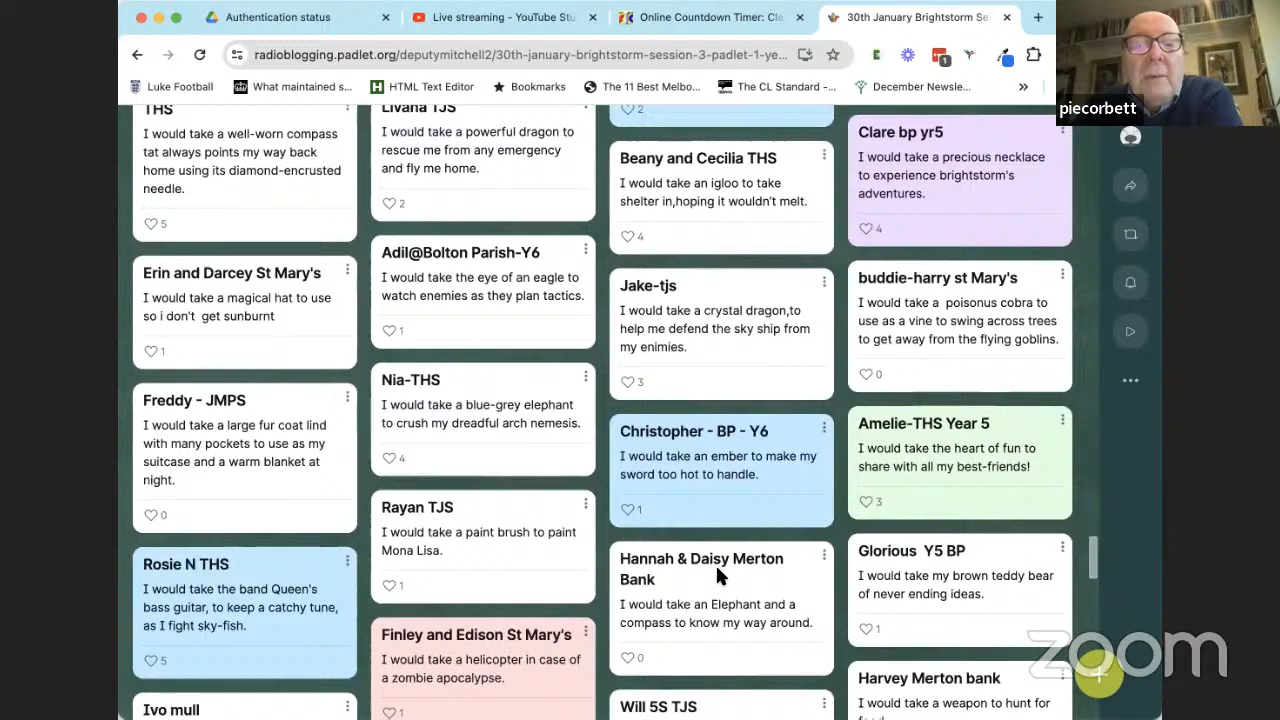 Authentication status
Live streaming - YouTube Stu
Online Countdown Timer: Cle
30th January Brightstorm Se
radioblogging.padlet.org/deputymitchell2/30th-january-brightstorm-session-3-padlet-1-ye...
1
Luke Football
What maintained s...
HTML Text Editor
Bookmarks
The 11 Best Melbo...
The CL Standard -...
December Newsle...
»
piecorbett
THS
I would take a well-worn compass
tat always points my way back
home using its diamond-encrusted
needle.
5
Erin and Darcey St Mary's
I would take a magical hat to use
so i don't get sunburnt
1
Freddy - JMPS
I would take a large fur coat lind
with many pockets to use as my
suitcase and a warm blanket at
night.
0
Rosie N THS
I would take the band Queen's
bass guitar, to keep a catchy tune,
as I fight sky-fish.
5
Ivo mull
Livana TJS
I would take a powerful dragon to
rescue me from any emergency
and fly me home.
2
Adil@Bolton Parish-Y6
I would take the eye of an eagle to
watch enemies as they plan tactics.
1
Nia-THS
I would take a blue-grey elephant
to crush my dreadful arch nemesis.
4
Rayan TJS
I would take a paint brush to paint
Mona Lisa.
1
Finley and Edison St Mary's
I would take a helicopter in case of
a zombie apocalypse.
1
2
Beany and Cecilia THS
I would take an igloo to take
shelter in,hoping it wouldn't melt.
4
Jake-tjs
I would take a crystal dragon,to
help me defend the sky ship from
my enimies.
3
Christopher - BP - Y6
I would take an ember to make my
sword too hot to handle.
1
Hannah & Daisy Merton
Bank
I would take an Elephant and a
compass to know my way around.
0
Will 5S TJS
Clare bp yr5
I would take a precious necklace
to experience brightstorm's
adventures.
4
buddie-harry st Mary's
I would take a poisonus cobra to
use as a vine to swing across trees
to get away from the flying goblins.
0
Amelie-THS Year 5
I would take the heart of fun to
share with all my best-friends!
3
Glorious Y5 BP
I would take my brown teddy bear
of never ending ideas.
1
Harvey Merton bank
I would take a weapon to hunt for
zoom